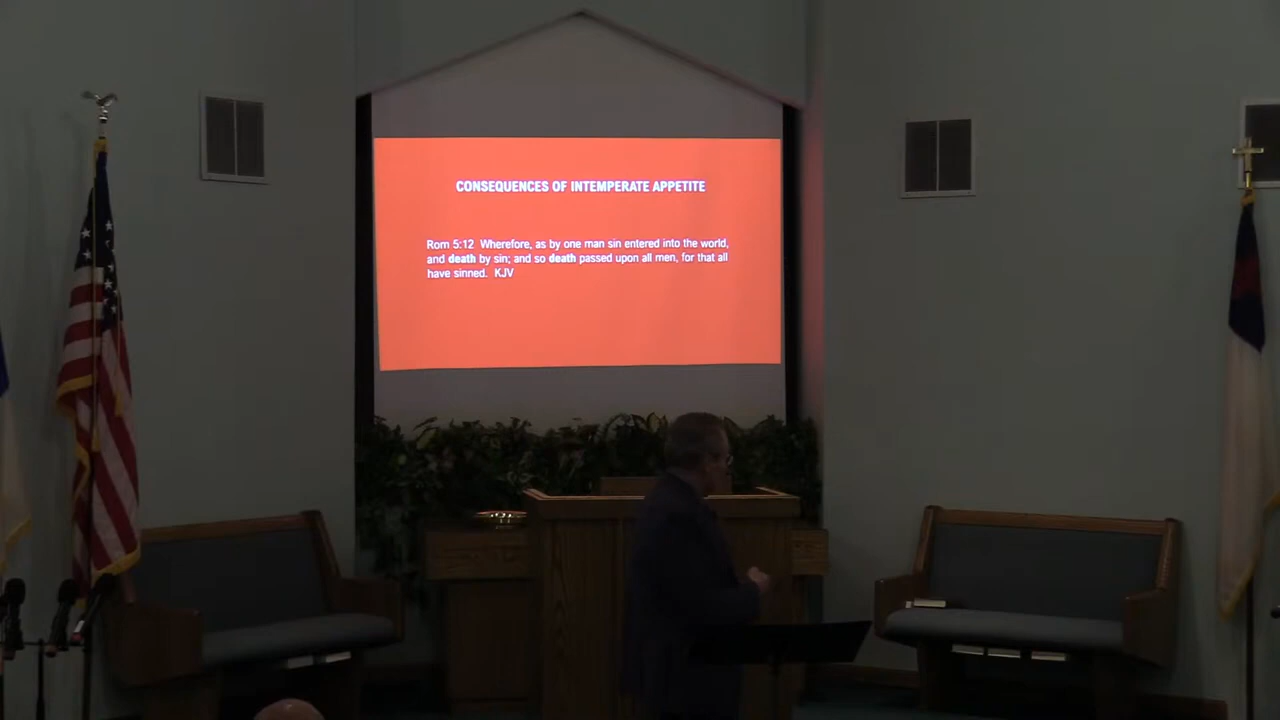 CONSEQUENCES OF INTEMPERATE APPETITE
Rom 5:12 Wherefore, as by one man sin entered into the world,
and death by sin; and so death passed upon all men, for that all
have sinned. KJV